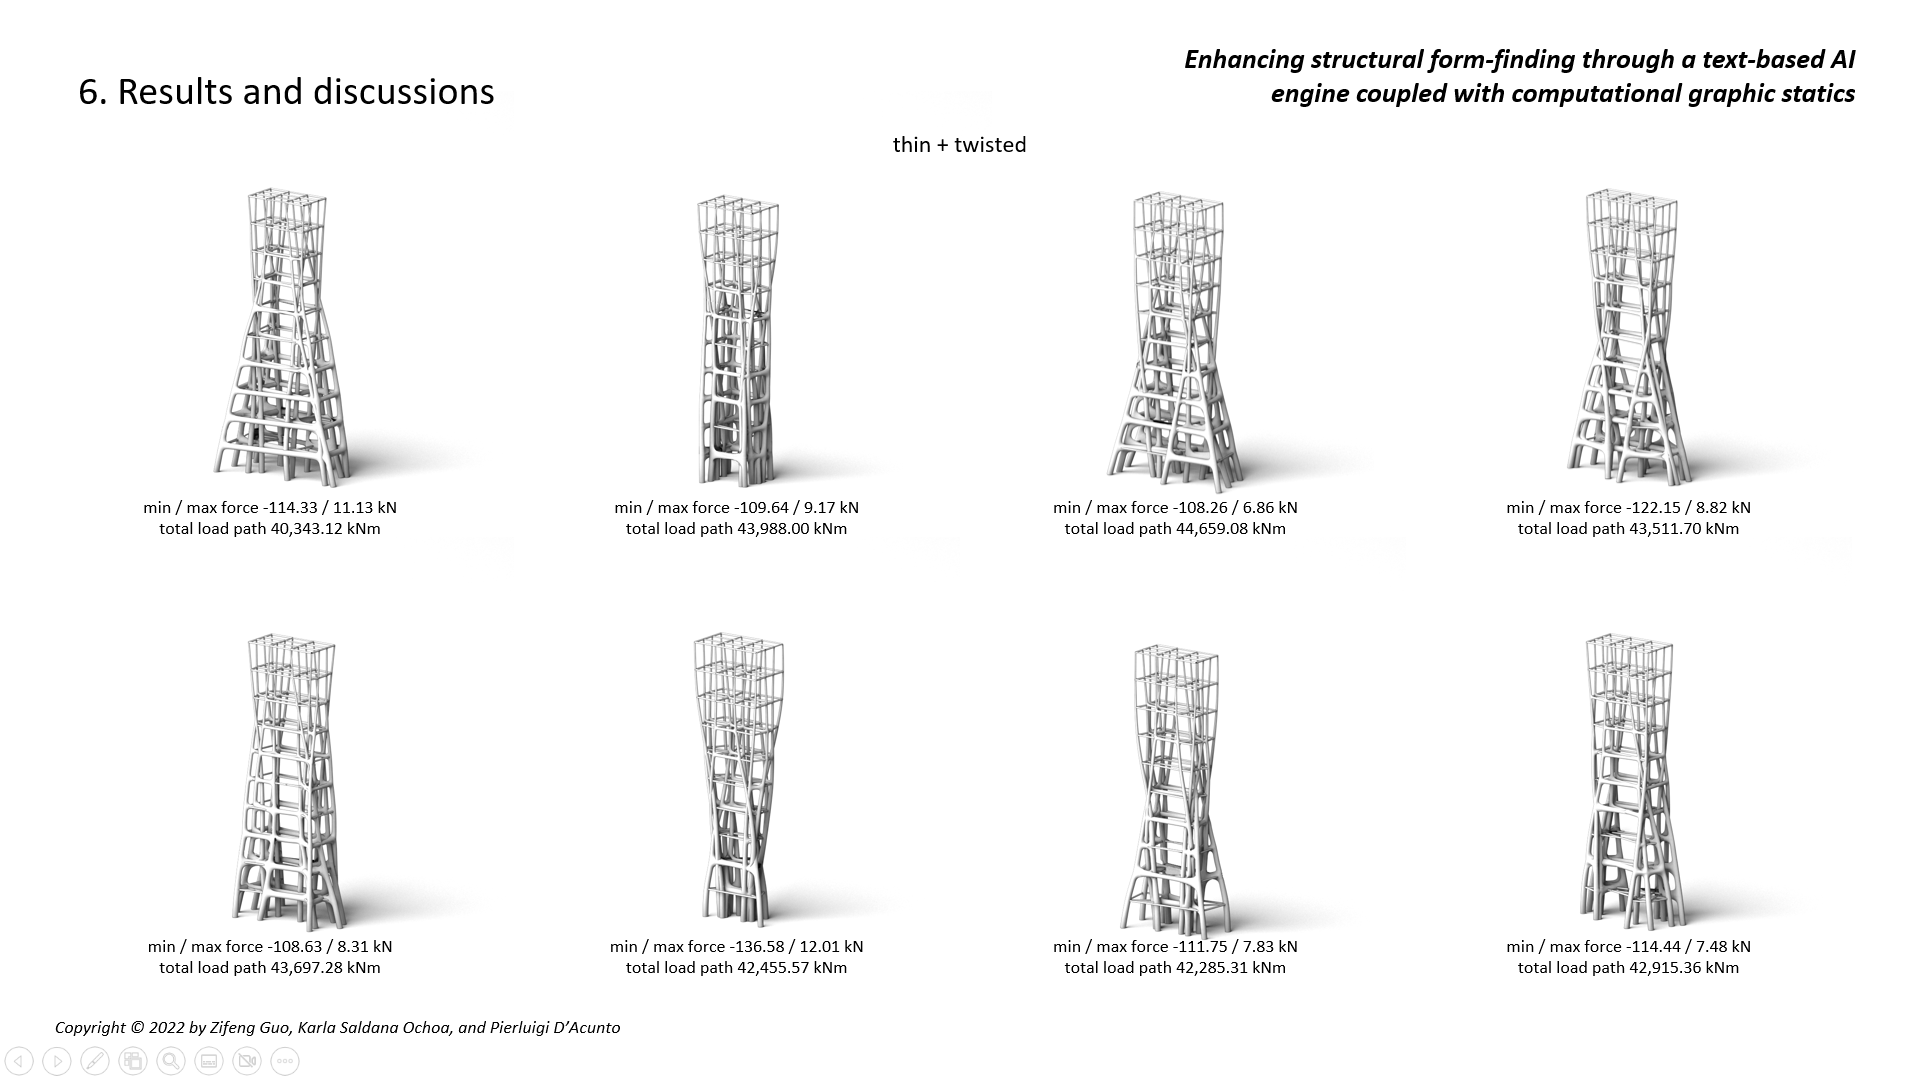 6. Results and discussions
Enhancing structural form-finding through a text-based AI
engine coupled with computational graphic statics
thin + twisted
min / max force -114.33 / 11.13 kN
total load path 40,343.12 kNm
min / max force -109.64 / 9.17 kN
total load path 43,988.00 kNm
min / max force -108.26 / 6.86 kN
total load path 44,659.08 kNm
min / max force -122.15 / 8.82 kN
total load path 43,511.70 kNm
min / max force -108.63 / 8.31 kN
total load path 43,697.28 kNm
min / max force -136.58 / 12.01 kN
total load path 42,455.57 kNm
min / max force -111.75 / 7.83 kN
total load path 42,285.31 kNm
min / max force -114.44 / 7.48 kN
total load path 42,915.36 kNm
Copyright © 2022 by Zifeng Guo, Karla Saldana Ochoa, and Pierluigi D’Acunto